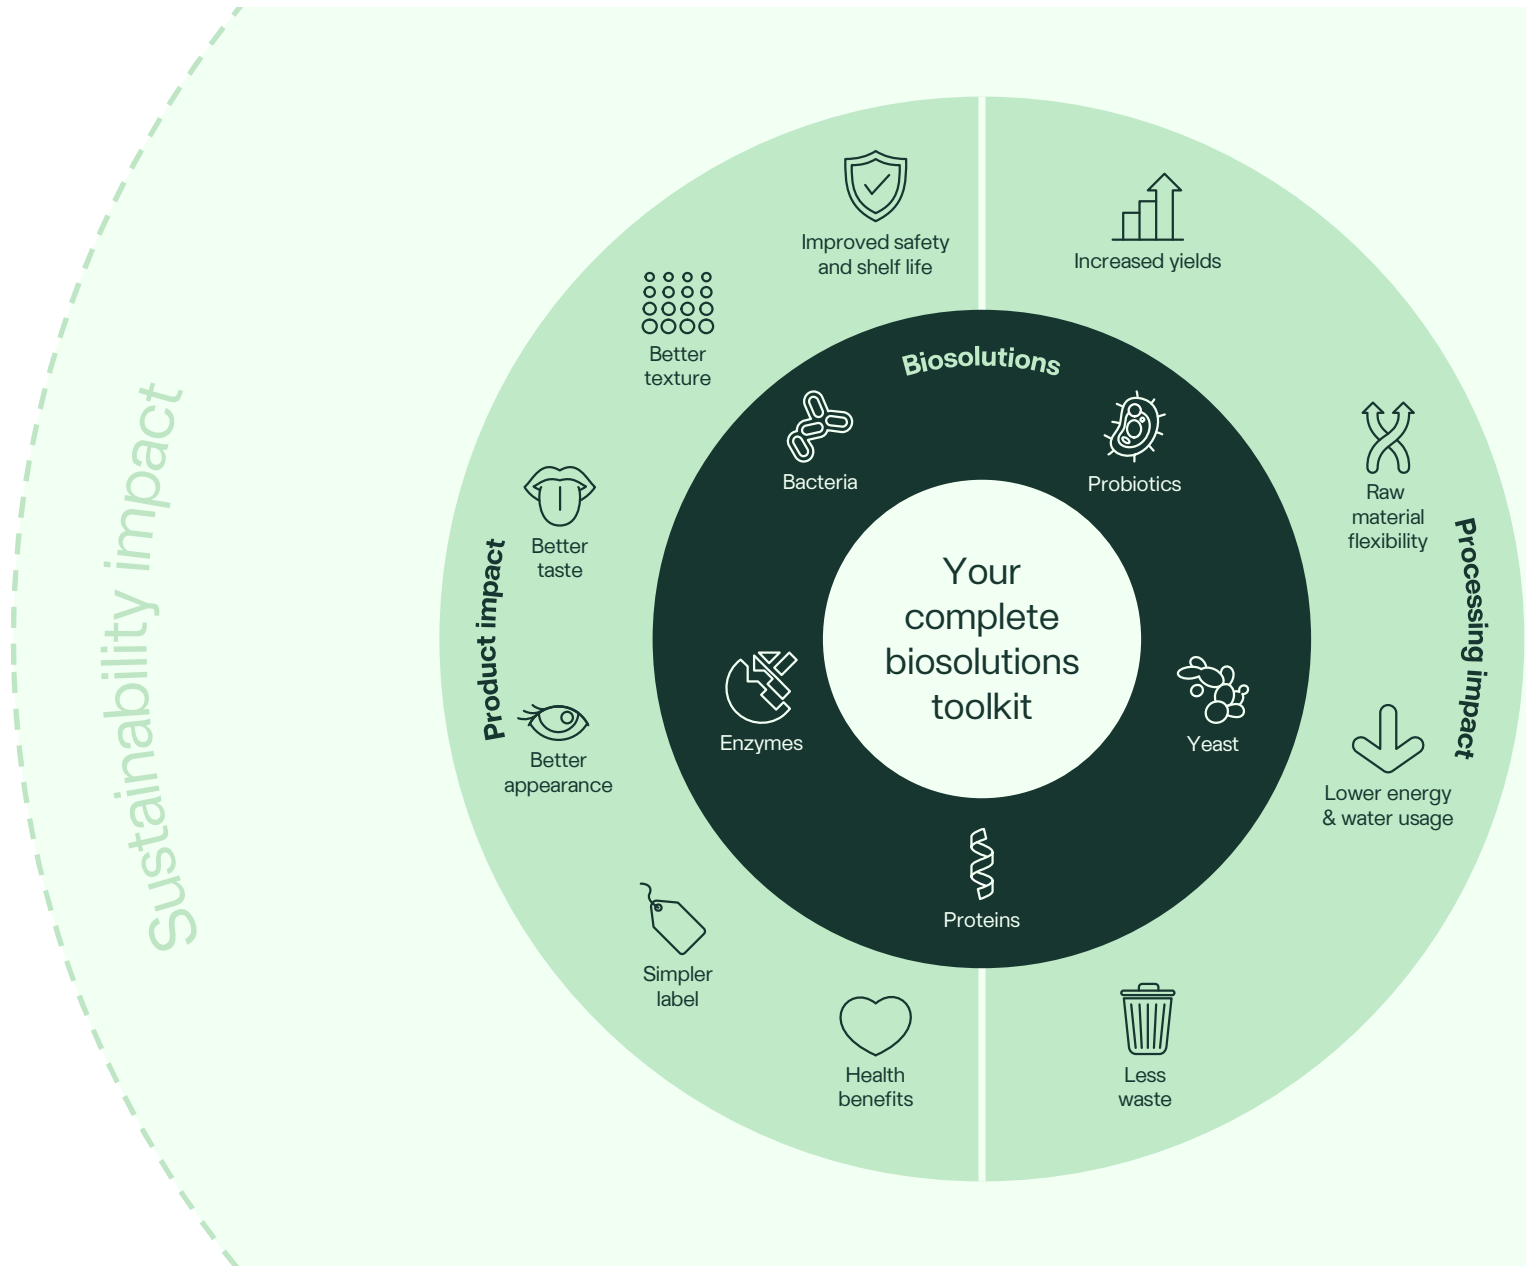 Sustainability impact
Product impact
Improved safety
and shelf life
Better
texture
Better
taste
Better
appearance
Simpler
label
Health
benefits
Biosolutions
Bacteria
Probiotics
Enzymes
Yeast
Proteins
Your
complete
biosolutions
toolkit
Processing impact
Increased yields
Raw
material
flexibility
Lower energy
& water usage
Less
waste